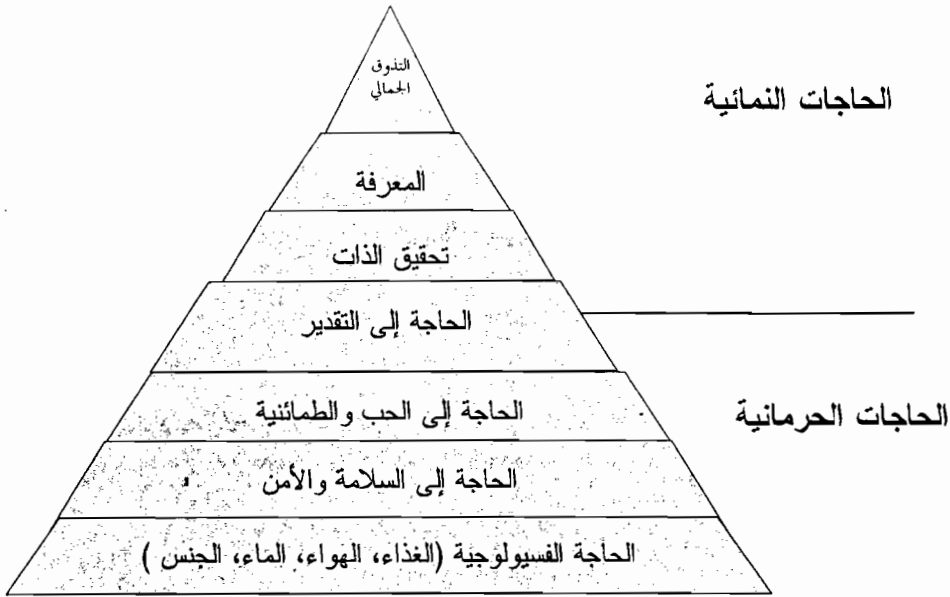 التذوق
الجمالي
الحاجات النمائية
المعرفة
تحقيق الذات
الحاجة إلى التقدير
الحاجة إلى الحب والطمائنية
الحاجات الحرمانية
الحاجة إلى السلامة والأمن
الحاجة الفسيولوجية (الغذاء، الهواء، الماء، الجنس )